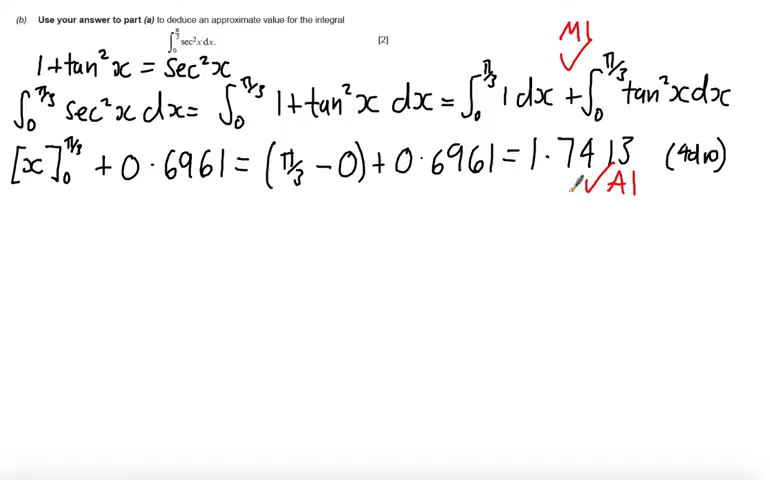 (b) Use your answer to part (a) to deduce an approximate value for the integral
∫₀^{π/3} sec²x dx. [2]
M1 ✓
1+tan²x = sec²x
∫₀^{π/3} sec²x dx = ∫₀^{π/3} 1+tan²x dx = ∫₀^{π/3} 1 dx + ∫₀^{π/3} tan²x dx
[x]₀^{π/3} + 0.6961 = (π/3 - 0) + 0.6961 = 1.7413 (4dp)
✓ A1